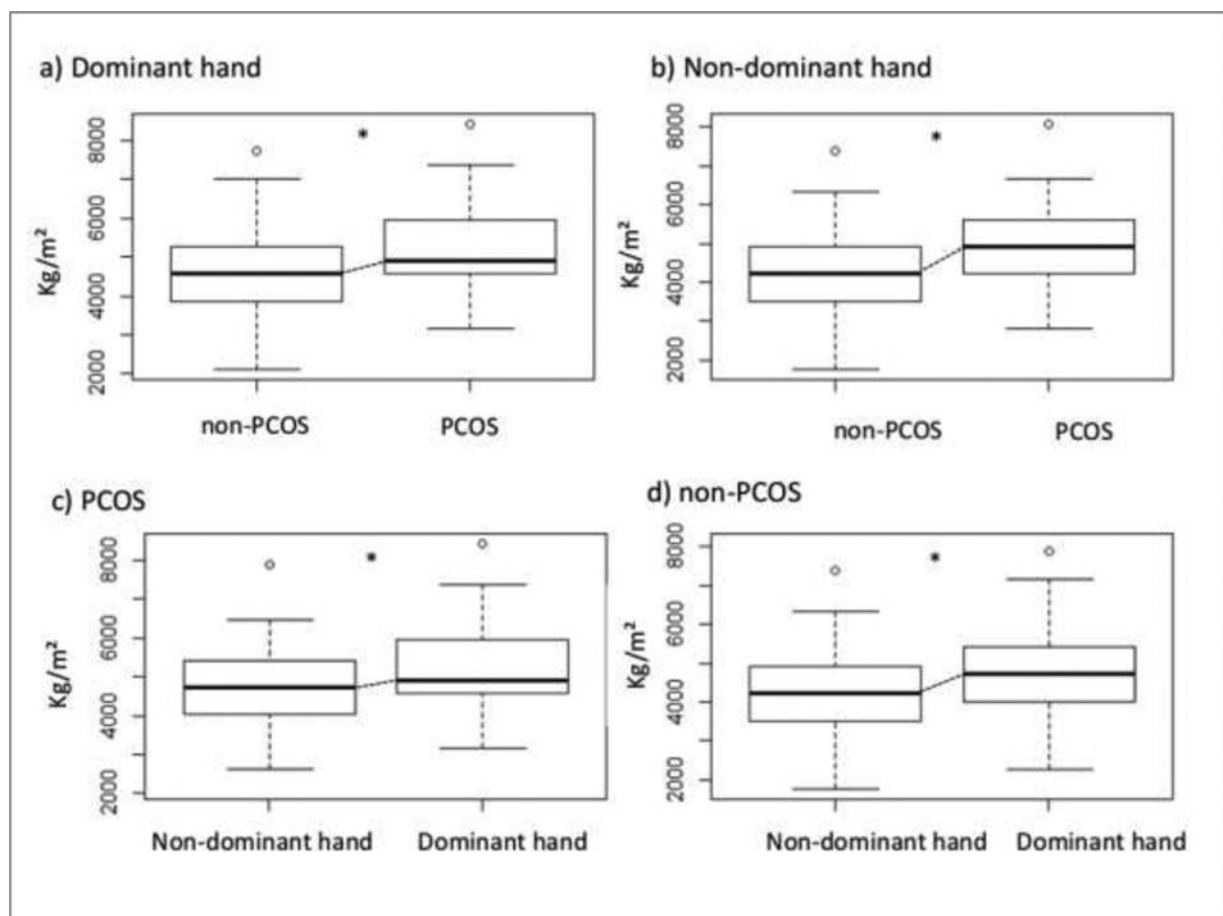 a) Dominant hand
b) Non-dominant hand
Kg/m²
8000
6000
4000
2000
*
non-PCOS
PCOS
Kg/m²
8000
6000
4000
2000
*
non-PCOS
PCOS
c) PCOS
d) non-PCOS
Kg/m²
8000
6000
4000
2000
*
Non-dominant hand
Dominant hand
Kg/m²
8000
6000
4000
2000
*
Non-dominant hand
Dominant hand